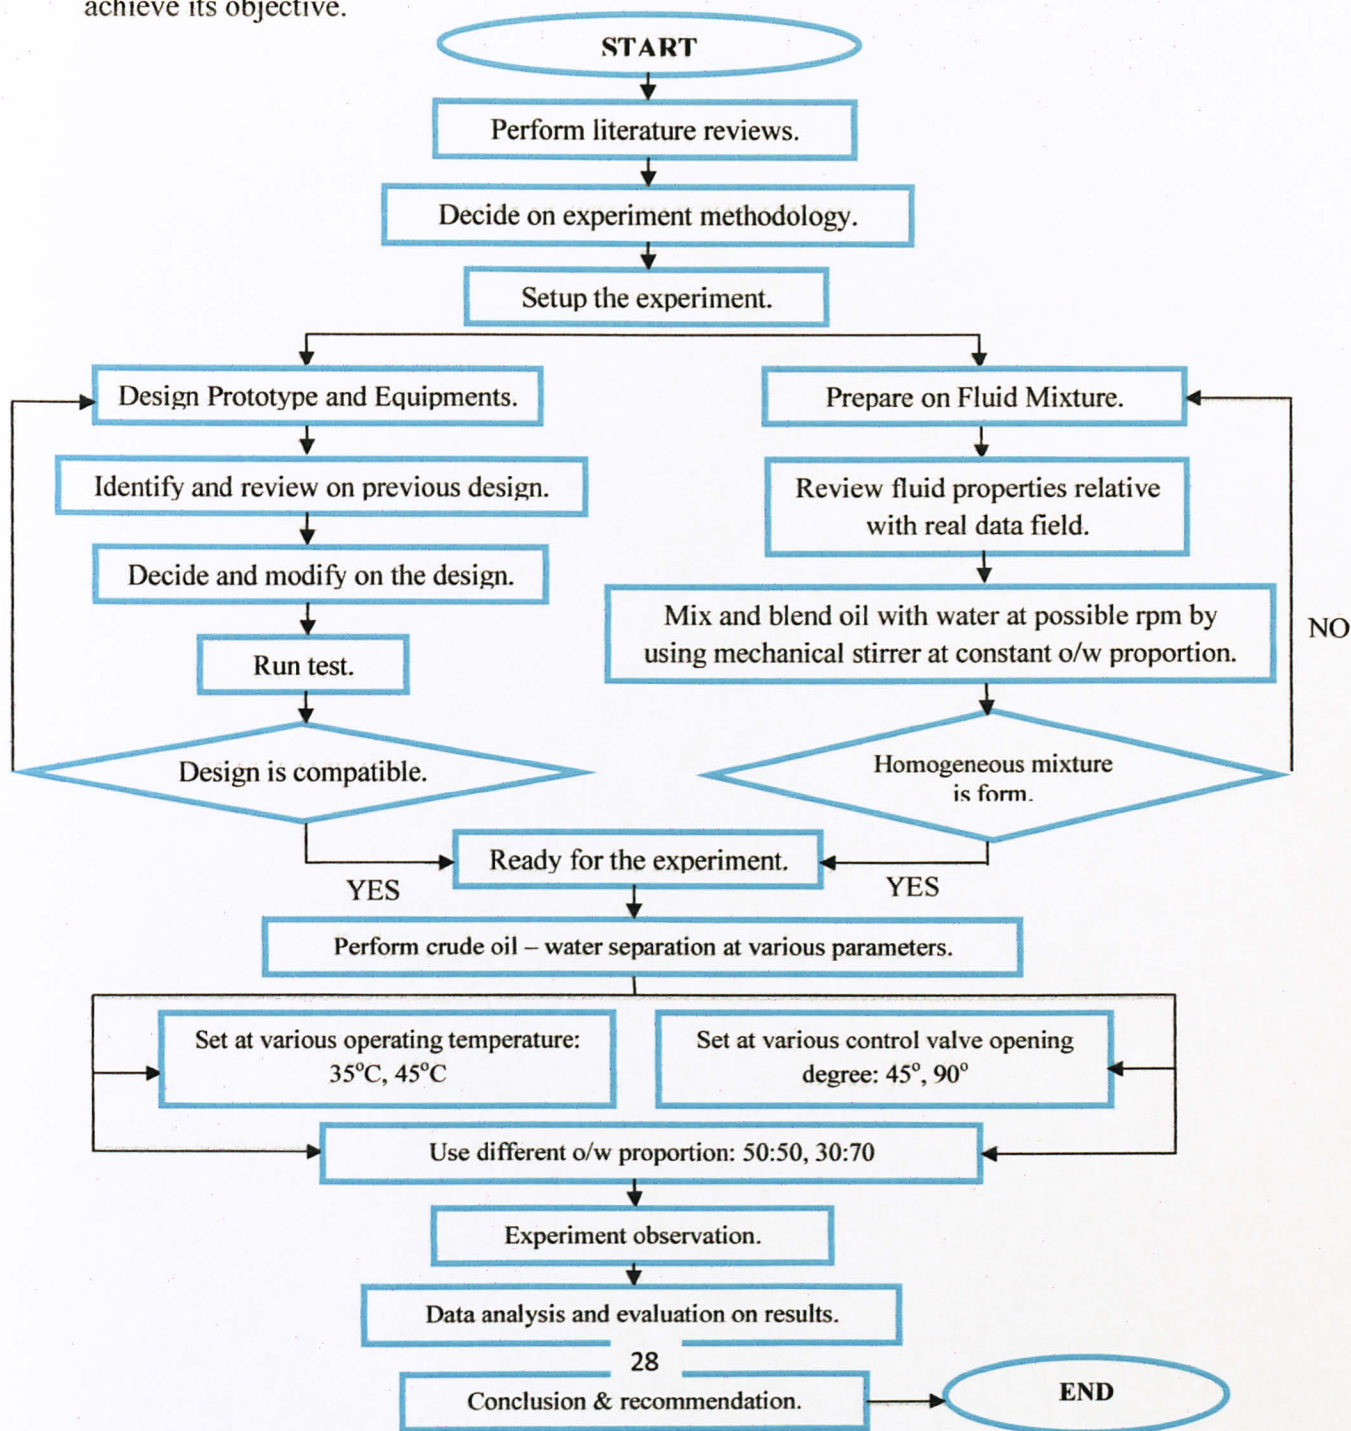 achieve its objective.
START
Perform literature reviews.
Decide on experiment methodology.
Setup the experiment.
Design Prototype and Equipments.
Identify and review on previous design.
Decide and modify on the design.
Run test.
Design is compatible.
YES
Prepare on Fluid Mixture.
Review fluid properties relative
with real data field.
Mix and blend oil with water at possible rpm by
using mechanical stirrer at constant o/w proportion.
NO
Homogeneous mixture
is form.
YES
Ready for the experiment.
Perform crude oil – water separation at various parameters.
Set at various operating temperature:
35°C, 45°C
Set at various control valve opening
degree: 45°, 90°
Use different o/w proportion: 50:50, 30:70
Experiment observation.
Data analysis and evaluation on results.
28
Conclusion & recommendation.
END